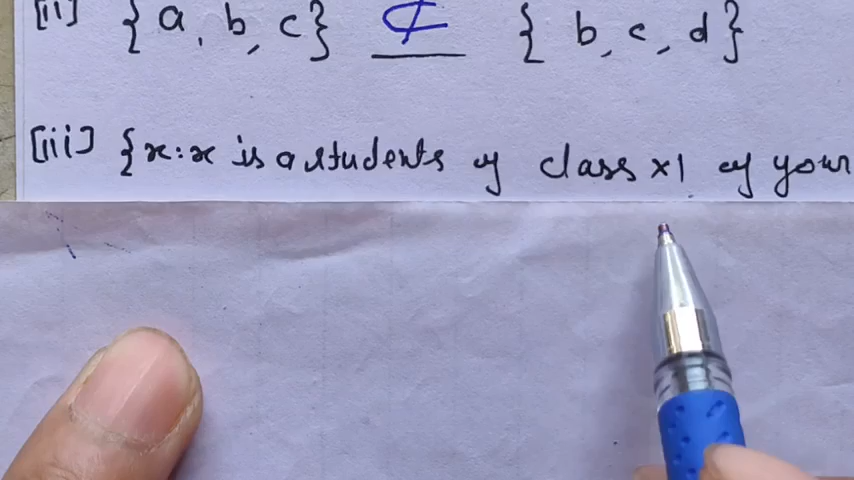 [ii] {a, b, c} ⊄ { b, c, d}
[iii] {x:x is a students of class XI of your